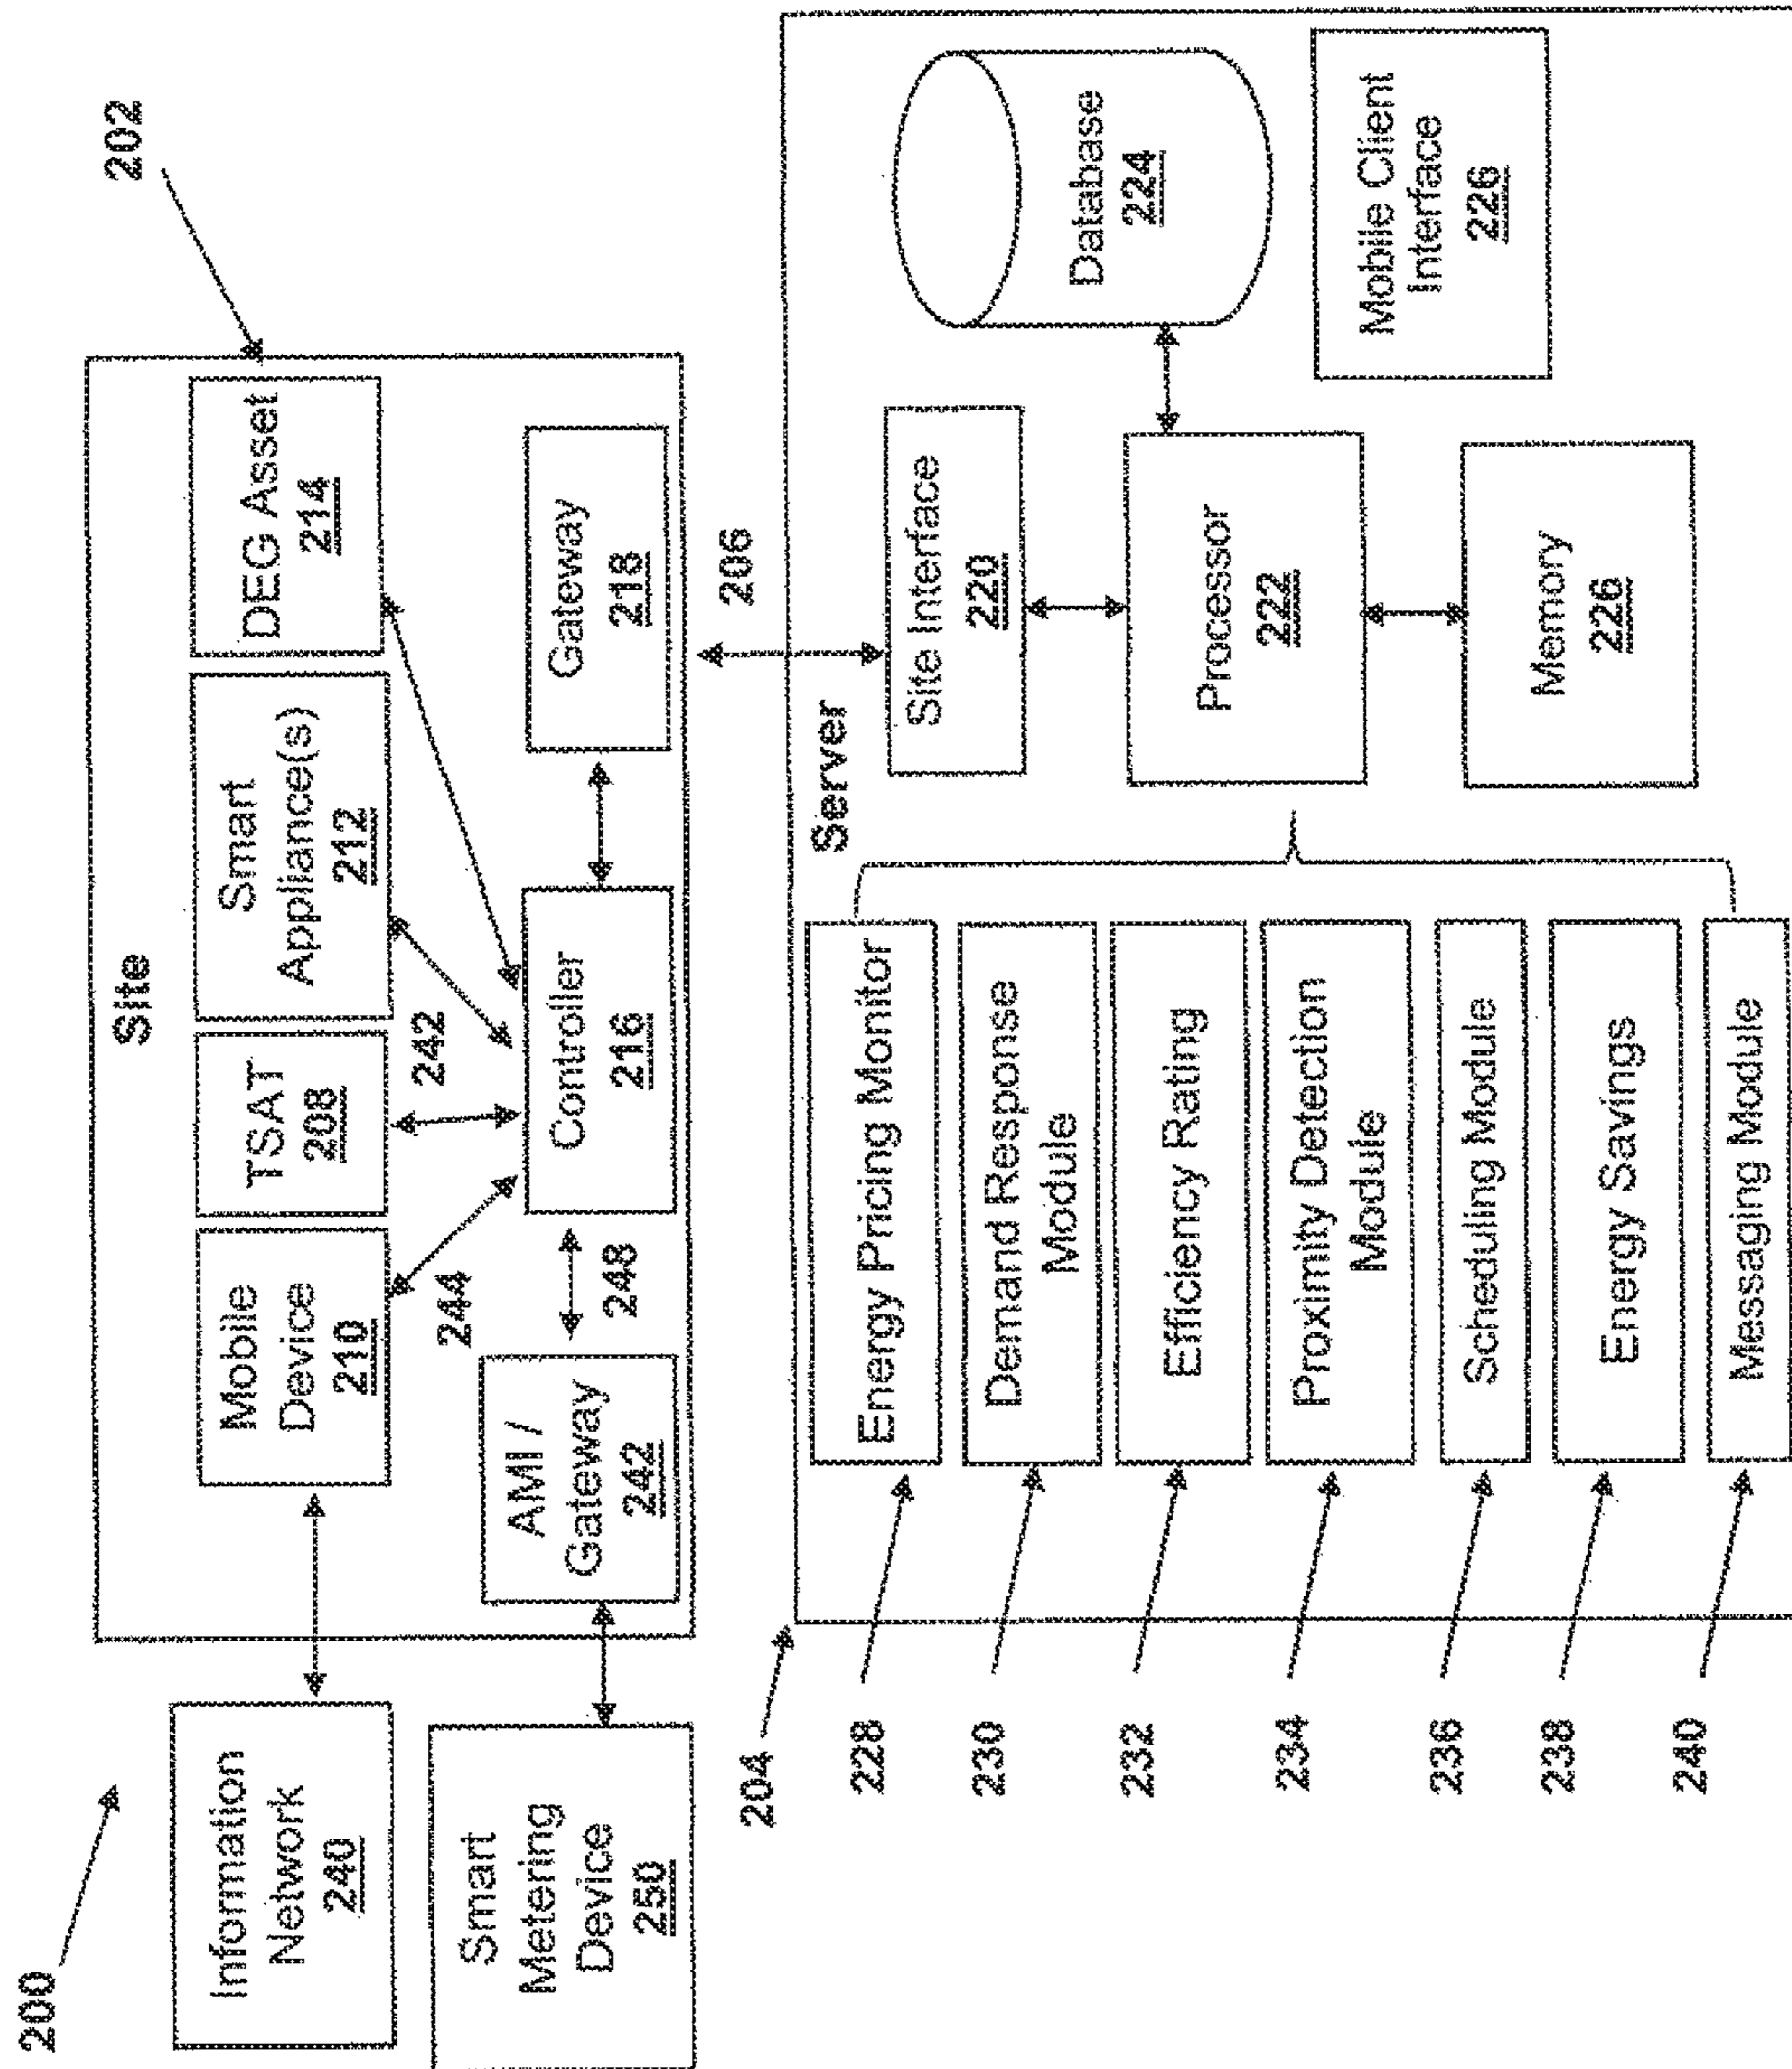 200
Information
Network
240
Smart
Metering
Device
250
Site
202
Mobile
Device
210
TSAT
208
Smart
Appliance(s)
212
DEG Asset
214
244
242
AMI /
Gateway
242
248
Controller
216
Gateway
218
206
204
Server
228
Energy Pricing Monitor
230
Demand Response
Module
232
Efficiency Rating
234
Proximity Detection
Module
236
Scheduling Module
238
Energy Savings
240
Messaging Module
Site Interface
220
Processor
222
Memory
226
Database
224
Mobile Client
Interface
226